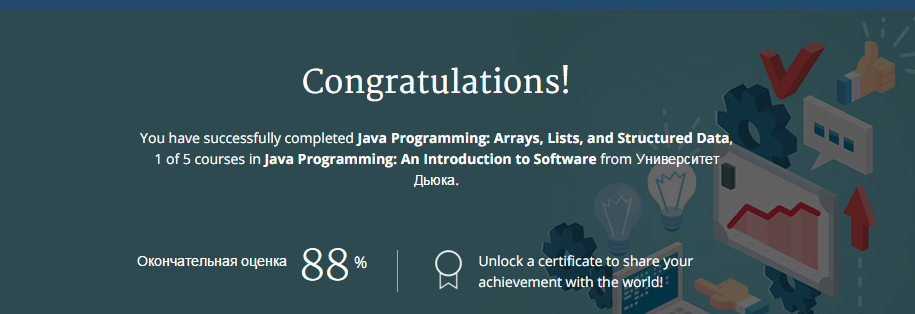 Congratulations!
You have successfully completed Java Programming: Arrays, Lists, and Structured Data,
1 of 5 courses in Java Programming: An Introduction to Software from Университет
Дьюка.
Окончательная оценка 88 %
Unlock a certificate to share your
achievement with the world!